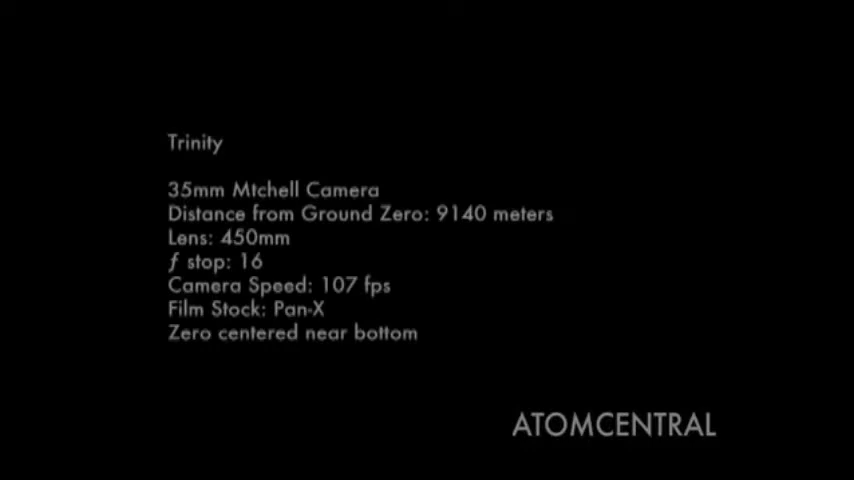 Trinity
35mm Mtchell Camera
Distance from Ground Zero: 9140 meters
Lens: 450mm
ƒ stop: 16
Camera Speed: 107 fps
Film Stock: Pan-X
Zero centered near bottom
ATOMCENTRAL